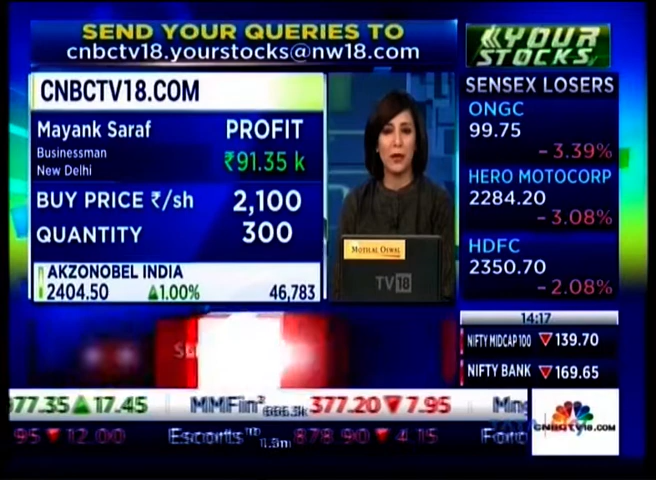 SEND YOUR QUERIES TO
cnbctv18.yourstocks@nw18.com
YOUR
STOCKS
CNBCTV18.COM
Mayank Saraf
Businessman
New Delhi
PROFIT
₹91.35 k
BUY PRICE ₹/sh 2,100
QUANTITY 300
AKZONOBEL INDIA
2404.50 ▲1.00% 46,783
MOTILAL OSWAL
TV18
SENSEX LOSERS
ONGC
99.75
-3.39%
HERO MOTOCORP
2284.20
-3.08%
HDFC
2350.70
-2.08%
14:17
NIFTY MIDCAP 100 ▼ 139.70
NIFTY BANK ▼ 169.65
377.35 ▲ 17.45 MMFin 377.20 ▼ 7.95
95 ▼ 12.00 Escorts 878.90 ▼ 4.15
CNBCTV18.COM